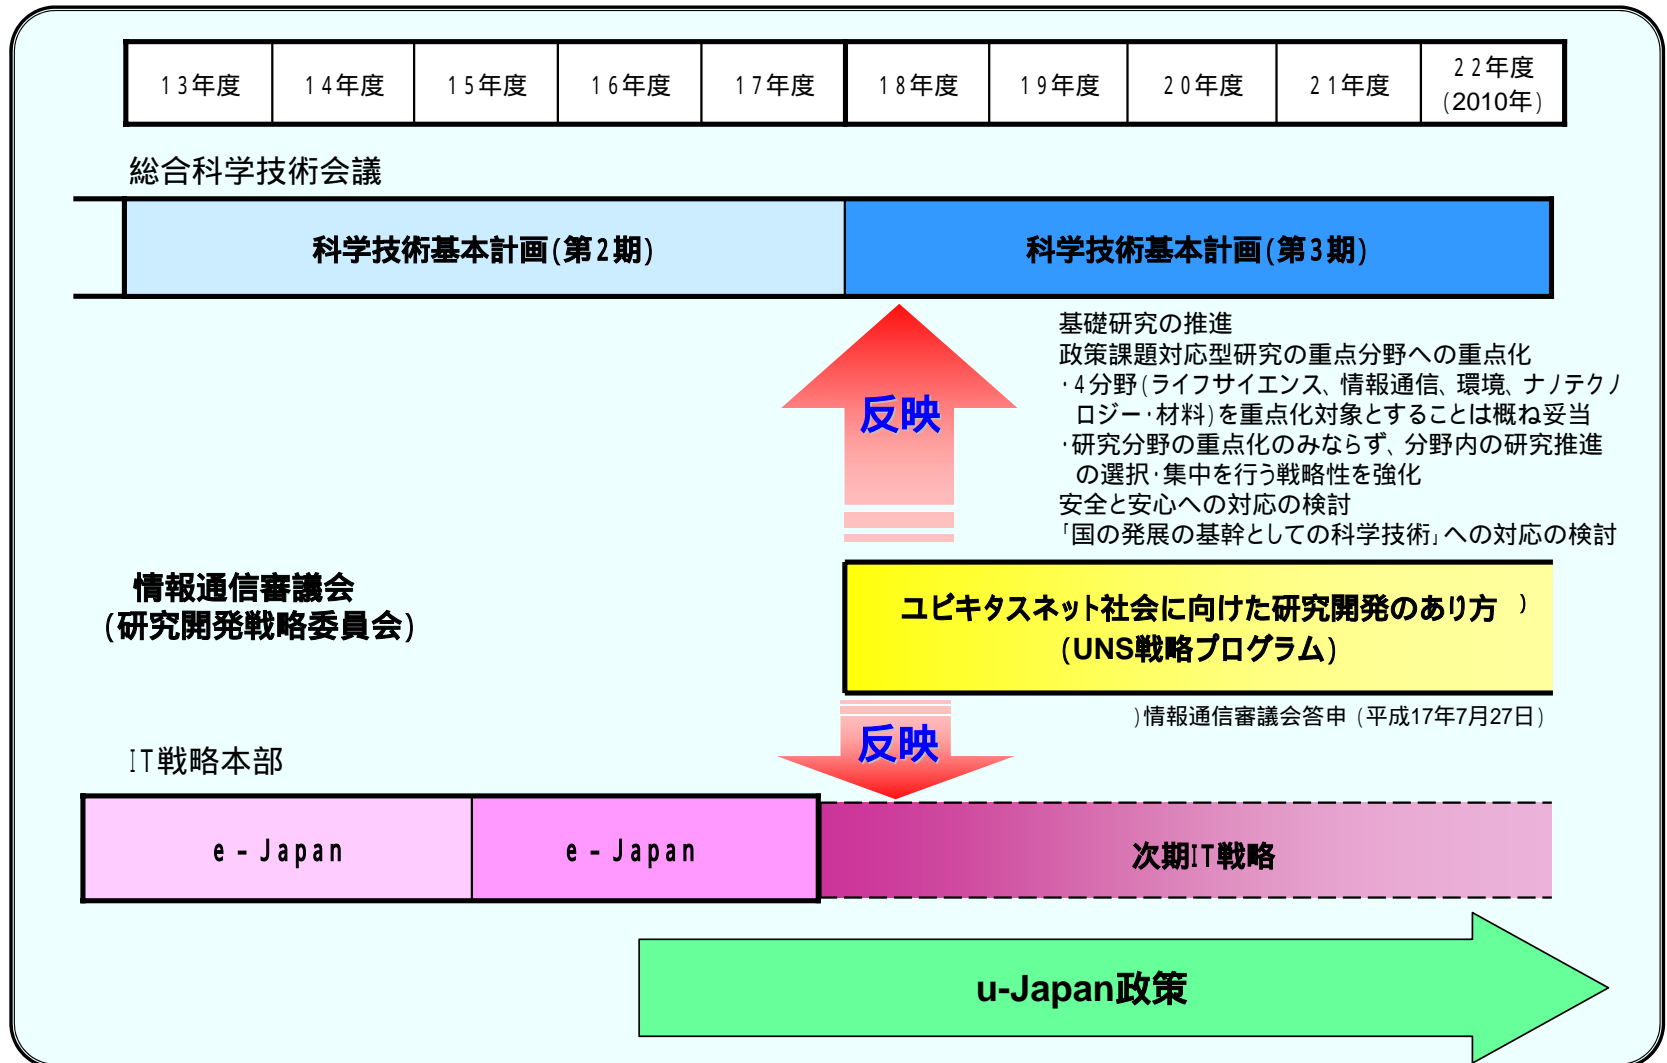 13年度 14年度 15年度 16年度 17年度 18年度 19年度 20年度 21年度 22年度
(2010年)
総合科学技術会議
科学技術基本計画(第2期) 科学技術基本計画(第3期)
反映
基礎研究の推進
政策課題対応型研究の重点分野への重点化
・4分野(ライフサイエンス、情報通信、環境、ナノテクノ
ロジー・材料)を重点化対象とすることは概ね妥当
・研究分野の重点化のみならず、分野内の研究推進
の選択・集中を行う戦略性を強化
安全と安心への対応の検討
「国の発展の基幹としての科学技術」への対応の検討
情報通信審議会
(研究開発戦略委員会)
ユビキタスネット社会に向けた研究開発のあり方 )
(UNS戦略プログラム)
)情報通信審議会答申 (平成17年7月27日)
反映
IT戦略本部
e-Japan e-Japan 次期IT戦略
u-Japan政策